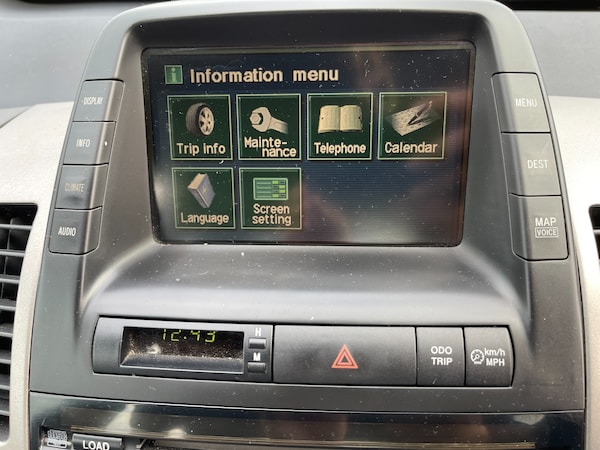 Information menu
Trip info
Mainte-
nance
Telephone
Calendar
Language
Screen
setting
DISPLAY
INFO
CLIMATE
AUDIO
MENU
DEST
MAP
VOICE
12:43
H
M
ODO
TRIP
km/h
MPH
LOAD